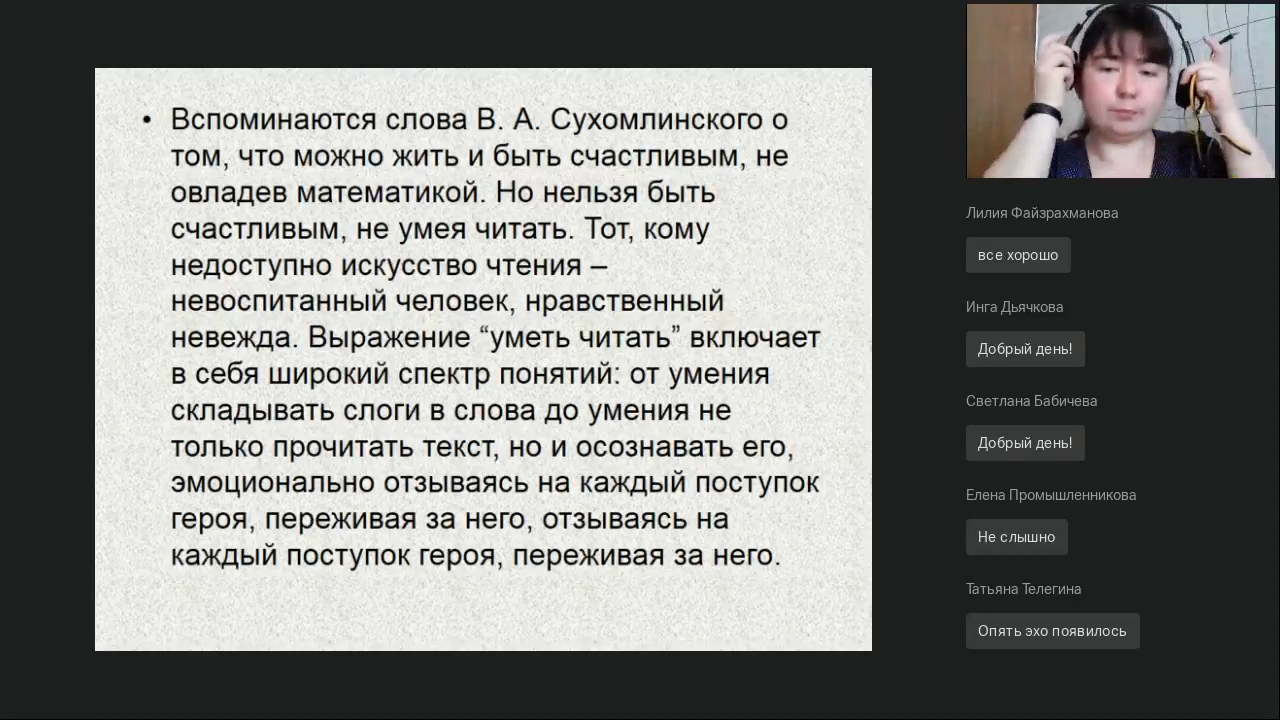 • Вспоминаются слова В. А. Сухомлинского о
том, что можно жить и быть счастливым, не
овладев математикой. Но нельзя быть
счастливым, не умея читать. Тот, кому
недоступно искусство чтения –
невоспитанный человек, нравственный
невежда. Выражение “уметь читать” включает
в себя широкий спектр понятий: от умения
складывать слоги в слова до умения не
только прочитать текст, но и осознавать его,
эмоционально отзываясь на каждый поступок
героя, переживая за него, отзываясь на
каждый поступок героя, переживая за него.
Лилия Файзрахманова
все хорошо
Инга Дьячкова
Добрый день!
Светлана Бабичева
Добрый день!
Елена Промышленникова
Не слышно
Татьяна Телегина
Опять эхо появилось